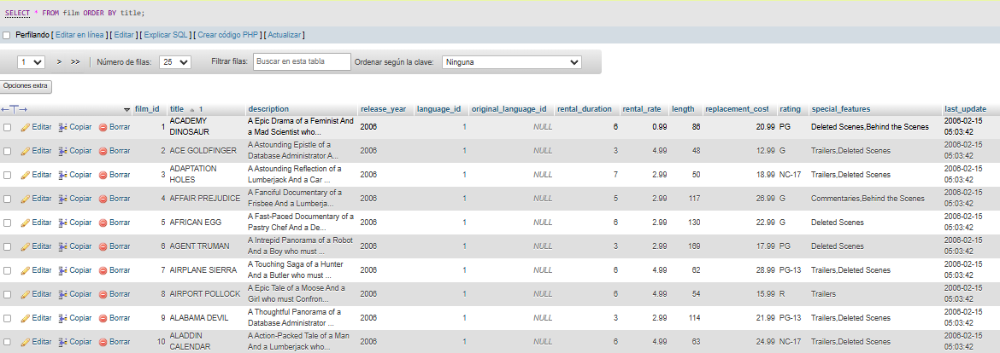 SELECT * FROM film ORDER BY title;
Perfilando [ Editar en línea ] [ Editar ] [ Explicar SQL ] [ Crear código PHP ] [ Actualizar ]
1 > >> Número de filas: 25 Filtrar filas: Buscar en esta tabla Ordenar según la clave: Ninguna
Opciones extra
←T→ film_id title 1 description release_year language_id original_language_id rental_duration rental_rate length replacement_cost rating special_features last_update
Editar Copiar Borrar 1 ACADEMY DINOSAUR A Epic Drama of a Feminist And a Mad Scientist who... 2006 1 NULL 6 0.99 86 20.99 PG Deleted Scenes,Behind the Scenes 2006-02-15 05:03:42
Editar Copiar Borrar 2 ACE GOLDFINGER A Astounding Epistle of a Database Administrator A... 2006 1 NULL 3 4.99 48 12.99 G Trailers,Deleted Scenes 2006-02-15 05:03:42
Editar Copiar Borrar 3 ADAPTATION HOLES A Astounding Reflection of a Lumberjack And a Car ... 2006 1 NULL 7 2.99 50 18.99 NC-17 Trailers,Deleted Scenes 2006-02-15 05:03:42
Editar Copiar Borrar 4 AFFAIR PREJUDICE A Fanciful Documentary of a Frisbee And a Lumberja... 2006 1 NULL 5 2.99 117 26.99 G Commentaries,Behind the Scenes 2006-02-15 05:03:42
Editar Copiar Borrar 5 AFRICAN EGG A Fast-Paced Documentary of a Pastry Chef And a De... 2006 1 NULL 6 2.99 130 22.99 G Deleted Scenes 2006-02-15 05:03:42
Editar Copiar Borrar 6 AGENT TRUMAN A Intrepid Panorama of a Robot And a Boy who must ... 2006 1 NULL 3 2.99 169 17.99 PG Deleted Scenes 2006-02-15 05:03:42
Editar Copiar Borrar 7 AIRPLANE SIERRA A Touching Saga of a Hunter And a Butler who must ... 2006 1 NULL 6 4.99 62 28.99 PG-13 Trailers,Deleted Scenes 2006-02-15 05:03:42
Editar Copiar Borrar 8 AIRPORT POLLOCK A Epic Tale of a Moose And a Girl who must Confron... 2006 1 NULL 6 4.99 54 15.99 R Trailers 2006-02-15 05:03:42
Editar Copiar Borrar 9 ALABAMA DEVIL A Thoughtful Panorama of a Database Administrator ... 2006 1 NULL 3 2.99 114 21.99 PG-13 Trailers,Deleted Scenes 2006-02-15 05:03:42
Editar Copiar Borrar 10 ALADDIN CALENDAR A Action-Packed Tale of a Man And a Lumberjack who... 2006 1 NULL 6 4.99 63 24.99 NC-17 Trailers,Deleted Scenes 2006-02-15 05:03:42